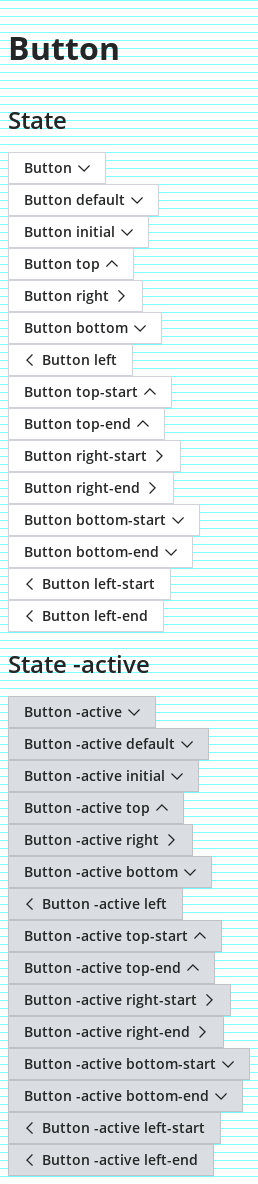 Button
State
Button
Button default
Button initial
Button top
Button right
Button bottom
Button left
Button top-start
Button top-end
Button right-start
Button right-end
Button bottom-start
Button bottom-end
Button left-start
Button left-end
State -active
Button -active
Button -active default
Button -active initial
Button -active top
Button -active right
Button -active bottom
Button -active left
Button -active top-start
Button -active top-end
Button -active right-start
Button -active right-end
Button -active bottom-start
Button -active bottom-end
Button -active left-start
Button -active left-end